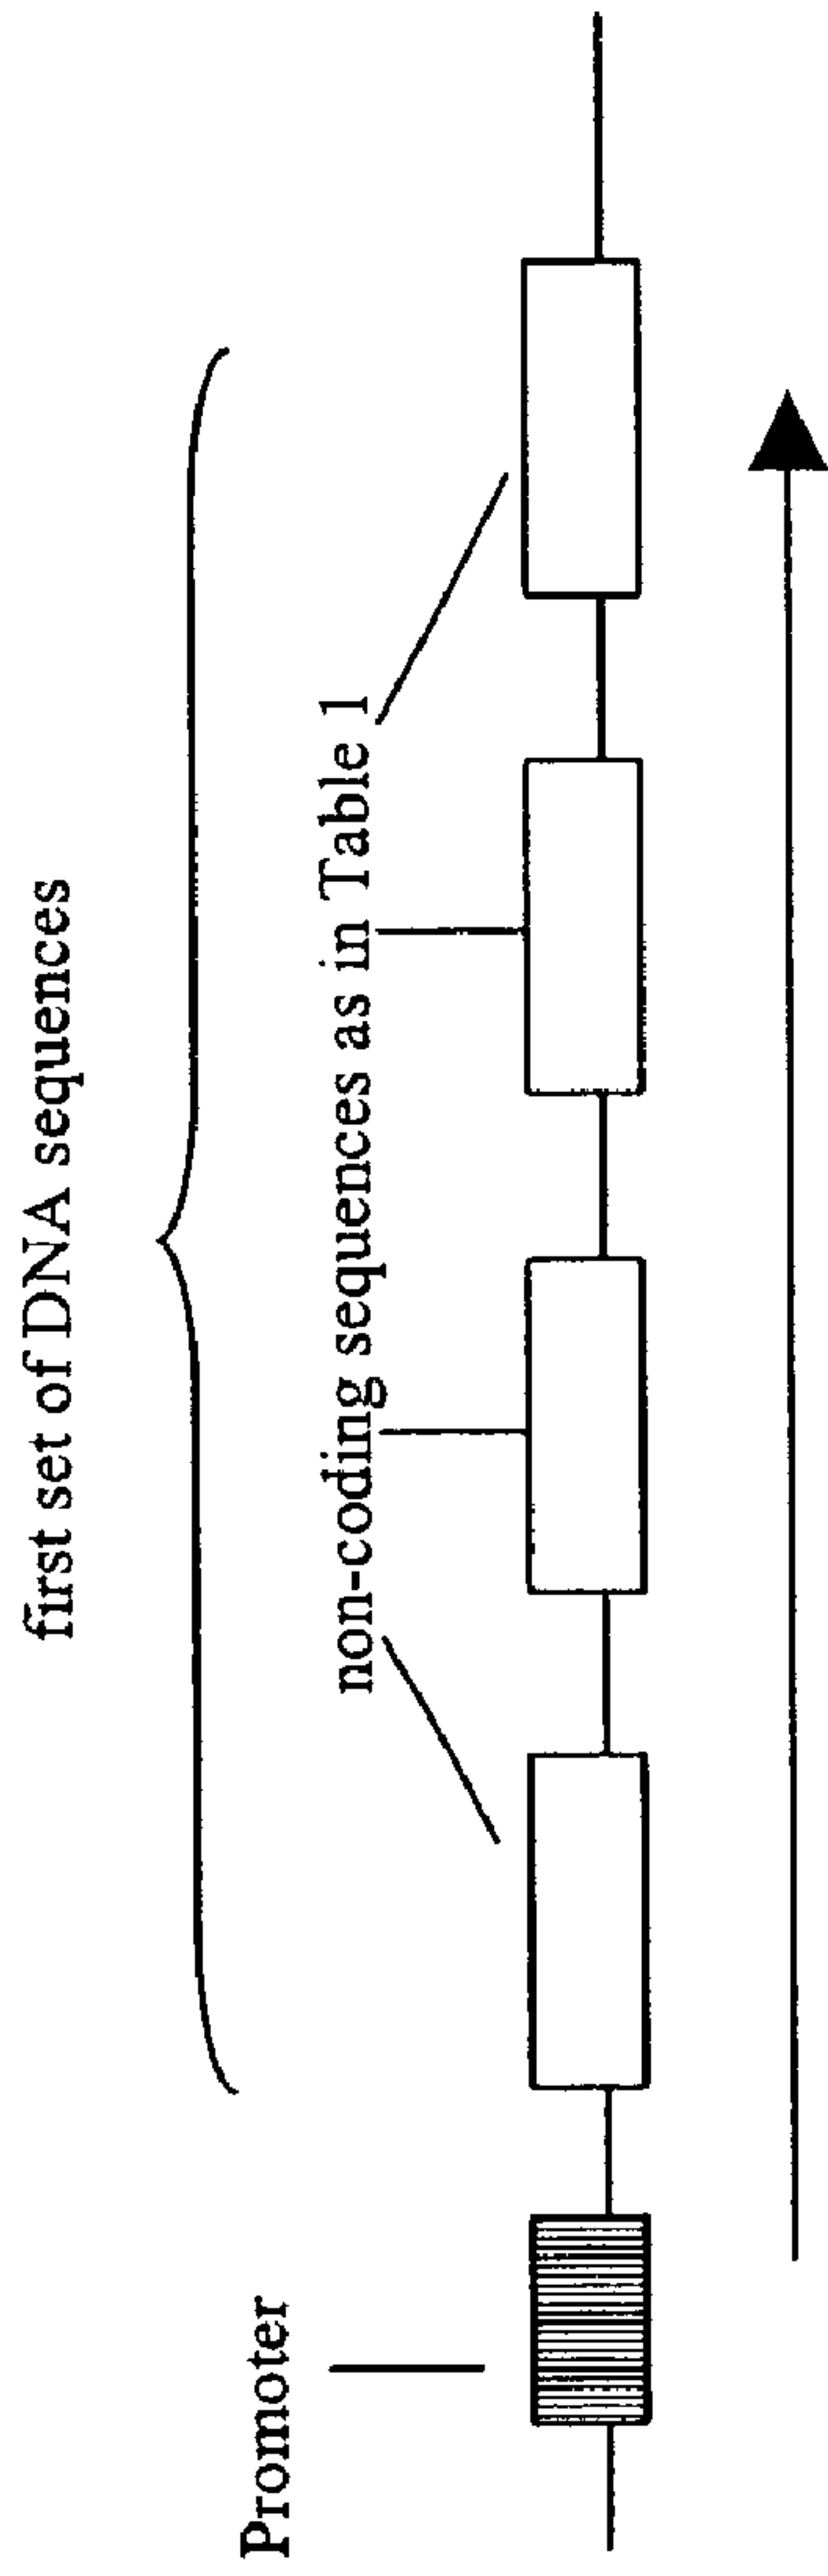 first set of DNA sequences
non-coding sequences as in Table 1
Promoter